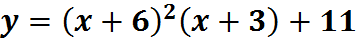 y = (x + 6)²(x + 3) + 11